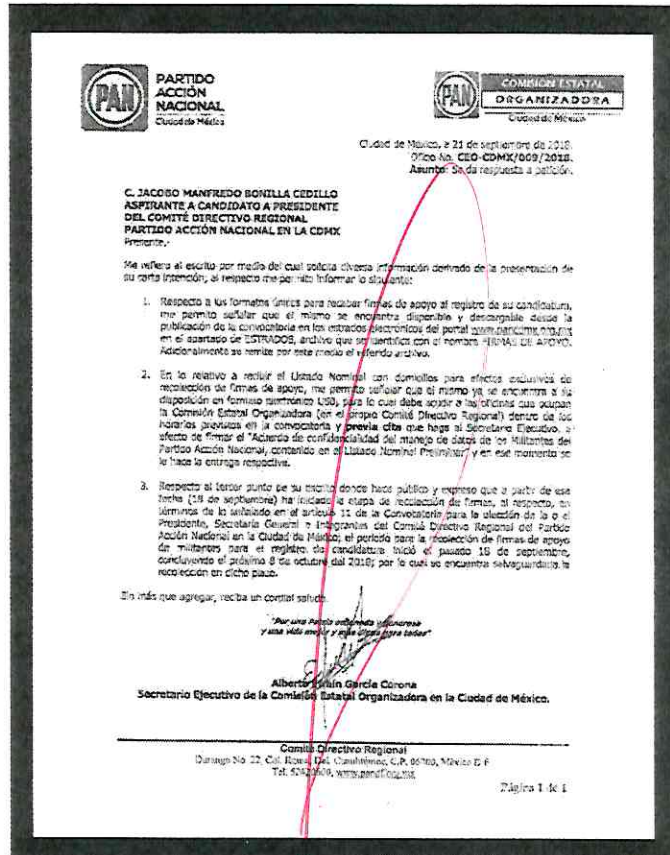 PAN
PARTIDO
ACCIÓN
NACIONAL
Ciudad de México
PAN
COMISIÓN ESTATAL
ORGANIZADORA
Ciudad de México
Ciudad de México, a 21 de septiembre de 2018.
Oficio No. CEO-CDMX/009/2018.
Asunto: Se da respuesta a petición.
C. JACOBO MANFREDO BONILLA CEDILLO
ASPIRANTE A CANDIDATO A PRESIDENTE
DEL COMITÉ DIRECTIVO REGIONAL
PARTIDO ACCIÓN NACIONAL EN LA CDMX
Presente.-
Me refiero al escrito por medio del cual solicita diversa información derivado de la presentación de
su carta intención, al respecto me permito informar lo siguiente:
1. Respecto a los formatos únicos para recabar firmas de apoyo al registro de su candidatura,
me permito señalar que el mismo se encuentra disponible y descargable desde la
publicación de la convocatoria en los estrados electrónicos del portal www.pancdmx.org.mx
en el apartado de ESTRADOS, archivo que se identifica con el nombre FIRMAS DE APOYO.
Adicionalmente se remite por este medio el referido archivo.
2. En lo relativo a recibir el Listado Nominal con domicilios para efectos exclusivos de
recolección de firmas de apoyo, me permito señalar que el mismo ya se encuentra a su
disposición en formato electrónico USB, para lo cual debe acudir a las oficinas que ocupan
la Comisión Estatal Organizadora (en el propio Comité Directivo Regional) dentro de los
horarios previstos en la convocatoria y previa cita que haga al Secretario Ejecutivo, a
efecto de firmar el "Acuerdo de confidencialidad del manejo de datos de los Militantes del
Partido Acción Nacional, contenido en el Listado Nominal Preliminar" y en ese momento se
le hace la entrega respectiva.
3. Respecto al tercer punto de su escrito donde hace público y expreso que a partir de esa
fecha (18 de septiembre) ha iniciado la etapa de recolección de firmas, al respecto, en
términos de lo señalado en el artículo 11 de la Convocatoria para la elección de la o el
Presidente, Secretaría General e Integrantes del Comité Directivo Regional del Partido
Acción Nacional en la Ciudad de México; el periodo para la recolección de firmas de apoyo
de militantes para el registro de candidatura inició el pasado 18 de septiembre,
concluyendo el próximo 8 de octubre del 2018; por lo cual se encuentra salvaguardada la
recolección en dicho plazo.
Sin más que agregar, reciba un cordial saludo.
"Por una Patria ordenada y generosa
y una vida mejor y más digna para todos"
Alberto Efraín García Corona
Secretario Ejecutivo de la Comisión Estatal Organizadora en la Ciudad de México.
Comité Directivo Regional
Durango No. 22, Col. Roma, Del. Cuauhtémoc, C.P. 06700, México D.F.
Tel. www.pandf.org.mx
Página 1 de 1